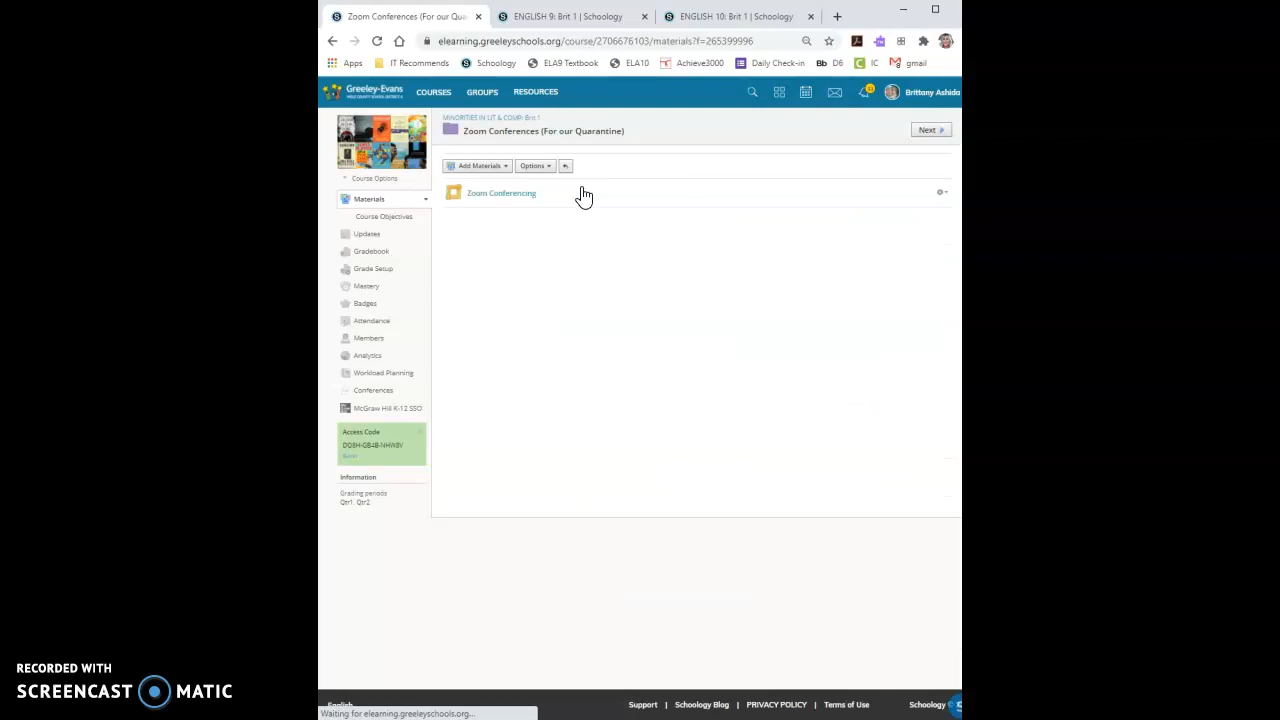 Zoom Conferences (For our Qua
ENGLISH 9: Brit 1 | Schoology
ENGLISH 10: Brit 1 | Schoology
elearning.greeleyschools.org/course/2706676103/materials?f=265399996
Apps
IT Recommends
Schoology
ELA9 Textbook
ELA10
Achieve3000
Daily Check-in
Bb D6
IC
gmail
Greeley-Evans
COURSES
GROUPS
RESOURCES
Brittany Ashida
MINORITIES IN LIT & COMP: Brit 1
Zoom Conferences (For our Quarantine)
Next
Course Options
Add Materials
Options
Zoom Conferencing
Materials
Course Objectives
Updates
Gradebook
Grade Setup
Mastery
Badges
Attendance
Members
Analytics
Workload Planning
Conferences
McGraw Hill K-12 SSO
Access Code
Information
Grading periods
Qtr1, Qtr2
RECORDED WITH
SCREENCAST MATIC
English
Support | Schoology Blog | PRIVACY POLICY | Terms of Use
Schoology ©
Waiting for elearning.greeleyschools.org...